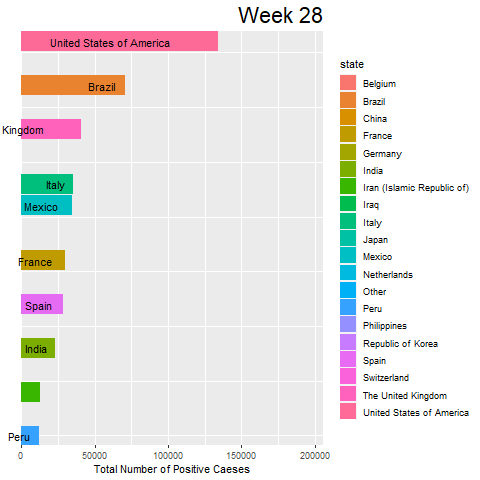 Week 28
United States of America
Brazil
Kingdom
Italy
Mexico
France
Spain
India
Peru
0
50000
100000
150000
200000
Total Number of Positive Caeses
state
Belgium
Brazil
China
France
Germany
India
Iran (Islamic Republic of)
Iraq
Italy
Japan
Mexico
Netherlands
Other
Peru
Philippines
Republic of Korea
Spain
Switzerland
The United Kingdom
United States of America